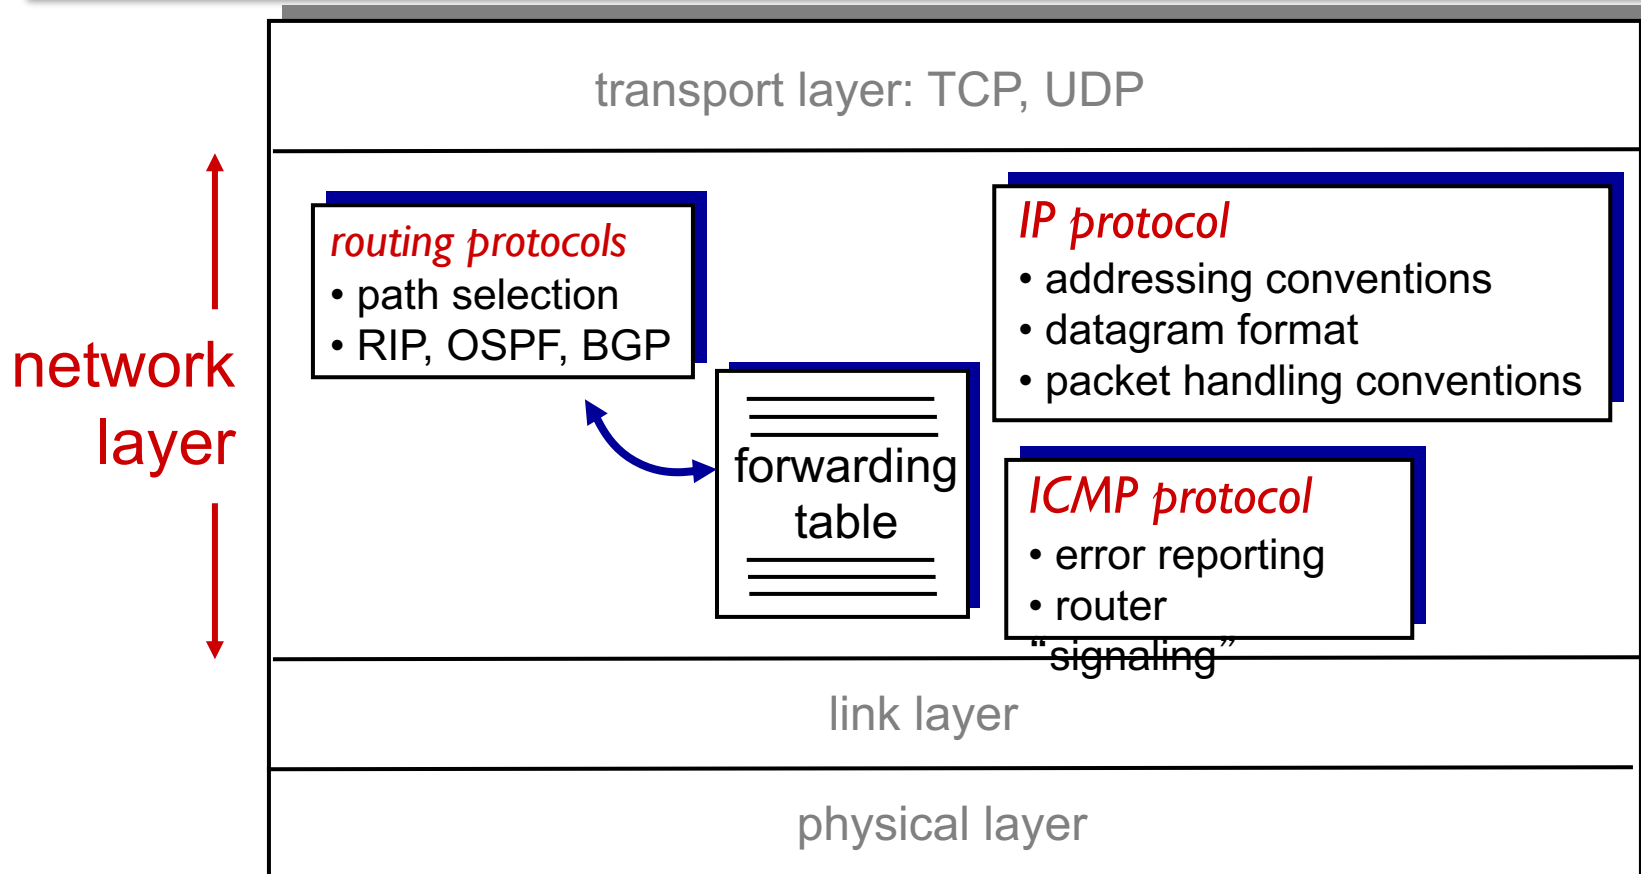 transport layer: TCP, UDP
network
layer
routing protocols
• path selection
• RIP, OSPF, BGP
forwarding
table
IP protocol
• addressing conventions
• datagram format
• packet handling conventions
ICMP protocol
• error reporting
• router
“signaling”
link layer
physical layer